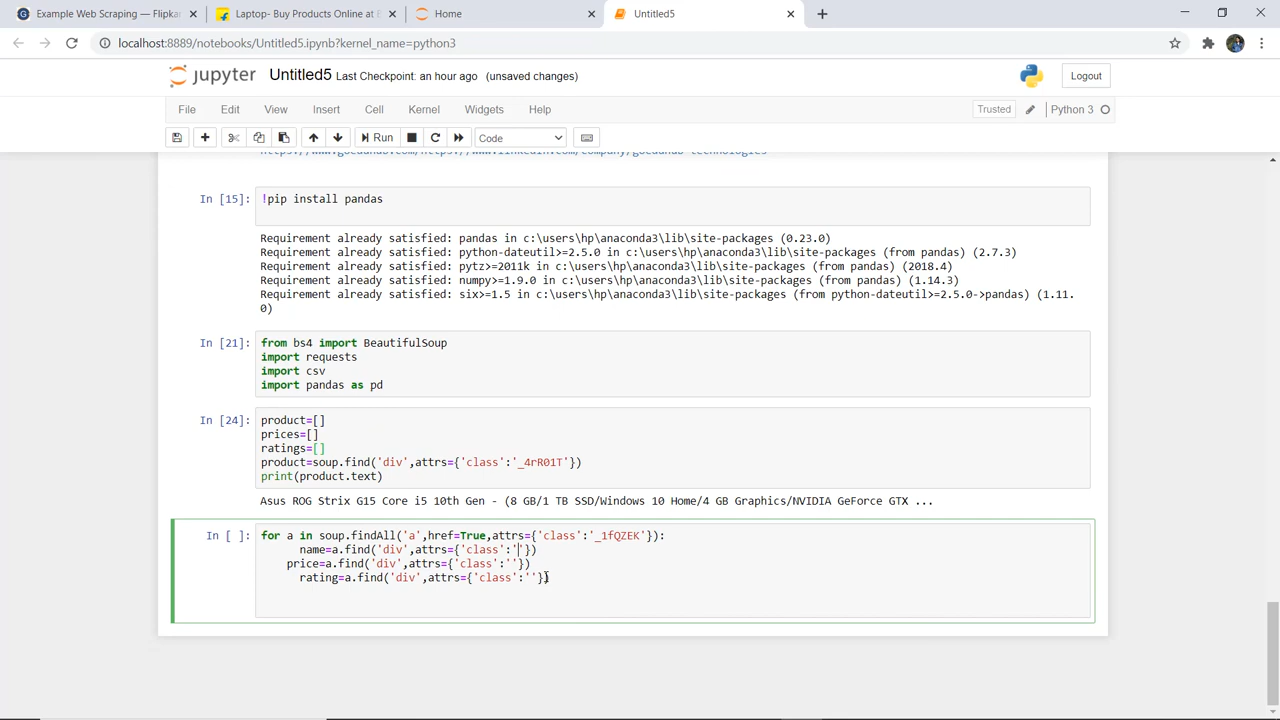 Example Web Scraping — Flipkar
Laptop- Buy Products Online at B
Home
Untitled5
localhost:8889/notebooks/Untitled5.ipynb?kernel_name=python3
jupyter Untitled5 Last Checkpoint: an hour ago (unsaved changes)
Logout
File Edit View Insert Cell Kernel Widgets Help
Trusted
Python 3
Run
Code
In [15]: !pip install pandas
Requirement already satisfied: pandas in c:\users\hp\anaconda3\lib\site-packages (0.23.0)
Requirement already satisfied: python-dateutil>=2.5.0 in c:\users\hp\anaconda3\lib\site-packages (from pandas) (2.7.3)
Requirement already satisfied: pytz>=2011k in c:\users\hp\anaconda3\lib\site-packages (from pandas) (2018.4)
Requirement already satisfied: numpy>=1.9.0 in c:\users\hp\anaconda3\lib\site-packages (from pandas) (1.14.3)
Requirement already satisfied: six>=1.5 in c:\users\hp\anaconda3\lib\site-packages (from python-dateutil>=2.5.0->pandas) (1.11.
0)
In [21]: from bs4 import BeautifulSoup
import requests
import csv
import pandas as pd
In [24]: product=[]
prices=[]
ratings=[]
product=soup.find('div',attrs={'class':'_4rR01T'})
print(product.text)
Asus ROG Strix G15 Core i5 10th Gen - (8 GB/1 TB SSD/Windows 10 Home/4 GB Graphics/NVIDIA GeForce GTX ...
In [ ]: for a in soup.findAll('a',href=True,attrs={'class':'_1fQZEK'}):
name=a.find('div',attrs={'class':''})
price=a.find('div',attrs={'class':''})
rating=a.find('div',attrs={'class':''})